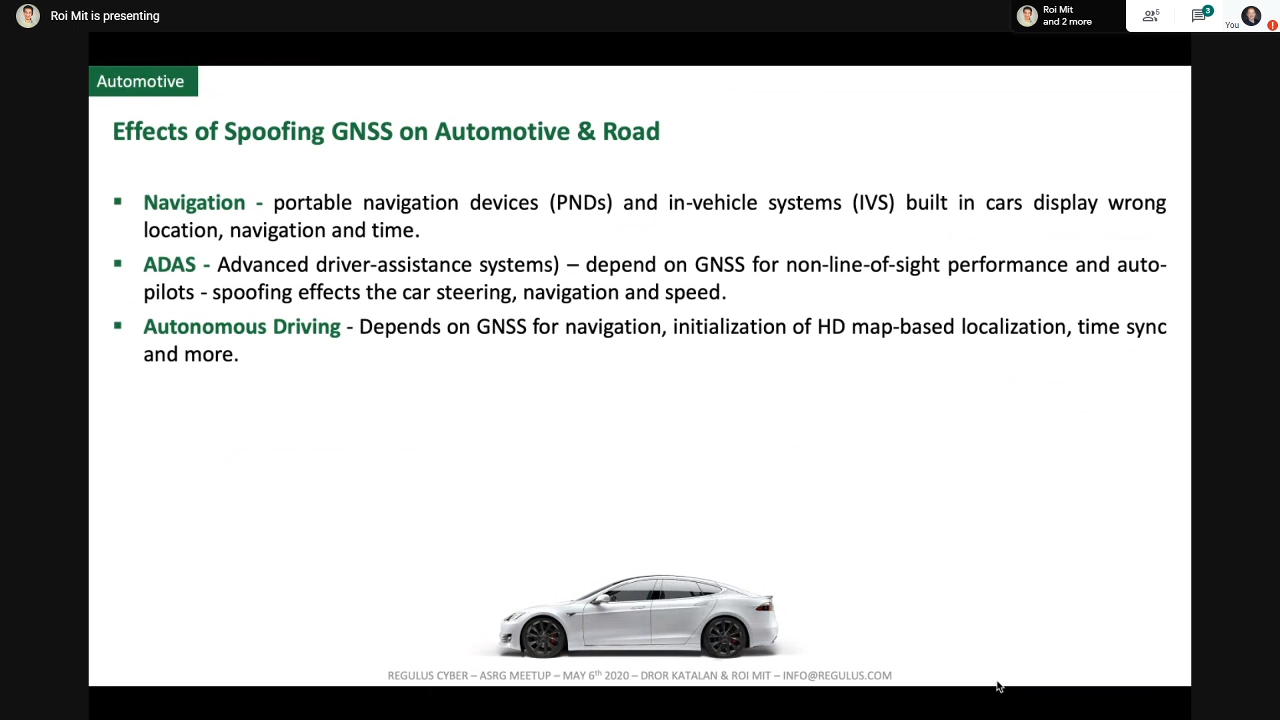 Roi Mit is presenting
Roi Mit
and 2 more
5
3
You
Automotive
Effects of Spoofing GNSS on Automotive & Road
▪ Navigation - portable navigation devices (PNDs) and in-vehicle systems (IVS) built in cars display wrong
location, navigation and time.
▪ ADAS - Advanced driver-assistance systems) – depend on GNSS for non-line-of-sight performance and auto-
pilots - spoofing effects the car steering, navigation and speed.
▪ Autonomous Driving - Depends on GNSS for navigation, initialization of HD map-based localization, time sync
and more.
REGULUS CYBER – ASRG MEETUP – MAY 6th 2020 – DROR KATALAN & ROI MIT – INFO@REGULUS.COM